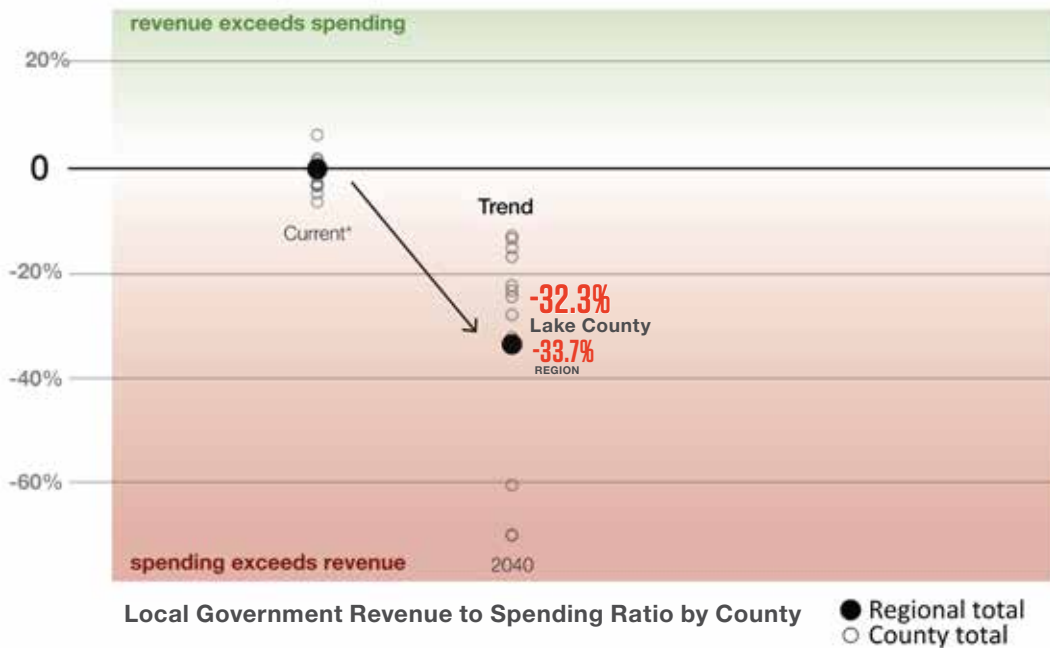 revenue exceeds spending
20%
0
Trend
Current*
-20%
-32.3%
Lake County
-33.7%
REGION
-40%
-60%
spending exceeds revenue
2040
Local Government Revenue to Spending Ratio by County
Regional total
County total